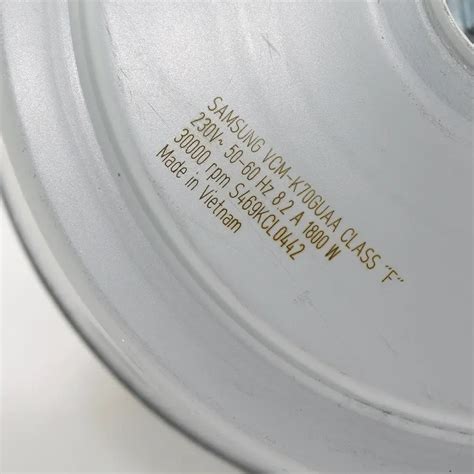 SAMSUNG VCM-K70GUAA CLASS "F"
230V~ 50-60 Hz 8.2 A 1800 W
30000 rpm S469KCL0442
Made in Vietnam